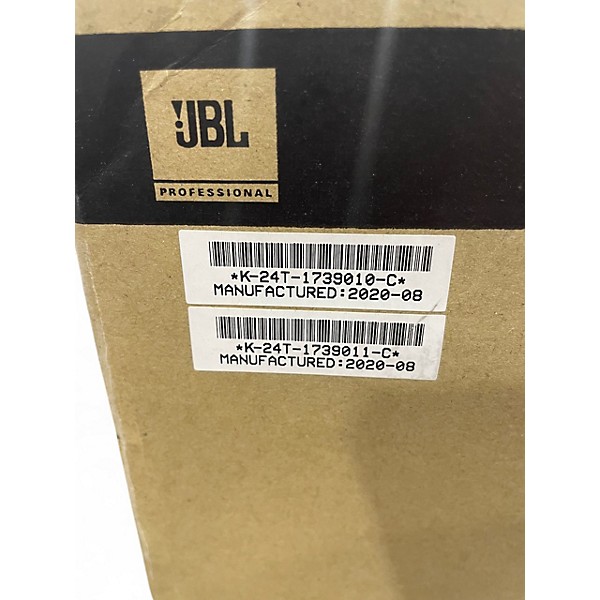 JBL
PROFESSIONAL
*K-24T-1739010-C*
MANUFACTURED:2020-08
*K-24T-1739011-C*
MANUFACTURED:2020-08